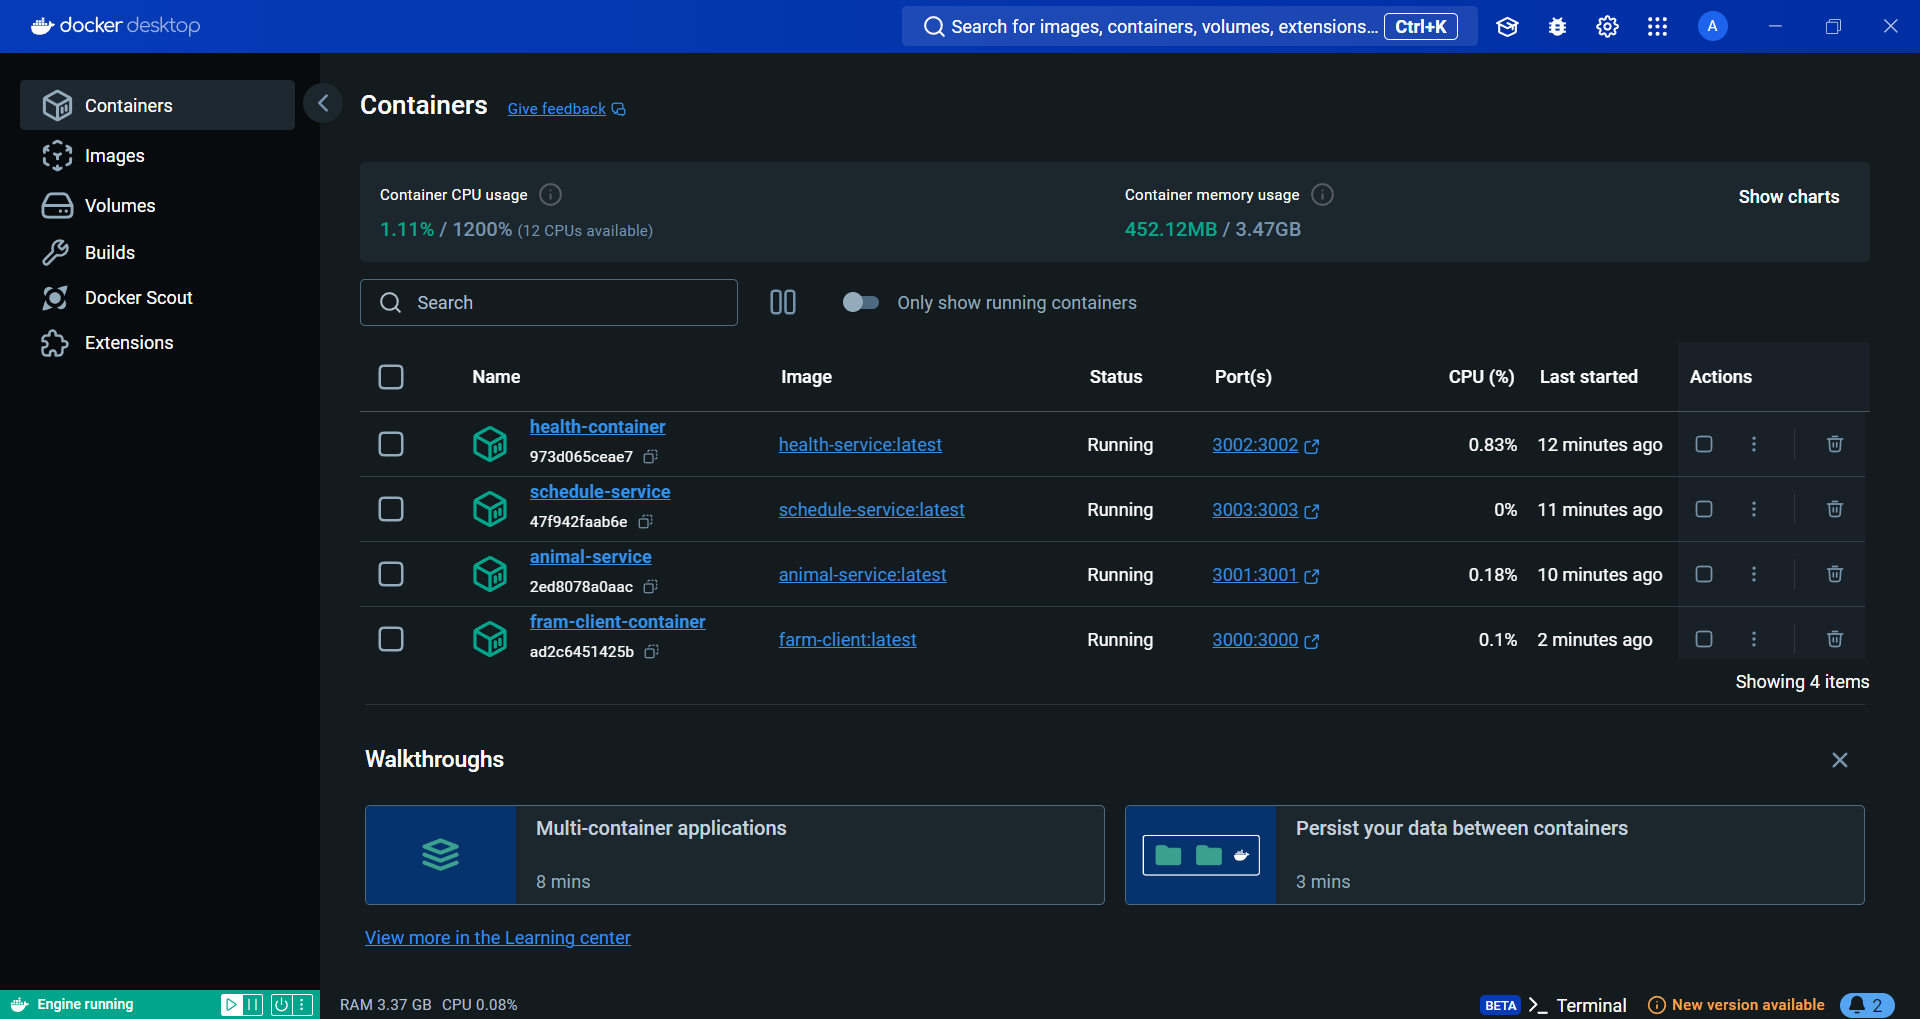 docker desktop
Search for images, containers, volumes, extensions... Ctrl+K
A
Containers
Images
Volumes
Builds
Docker Scout
Extensions
Containers Give feedback
Container CPU usage
1.11% / 1200% (12 CPUs available)
Container memory usage
452.12MB / 3.47GB
Show charts
Search
Only show running containers
Name Image Status Port(s) CPU (%) Last started Actions
health-container
973d065ceae7
health-service:latest Running 3002:3002 0.83% 12 minutes ago
schedule-service
47f942faab6e
schedule-service:latest Running 3003:3003 0% 11 minutes ago
animal-service
2ed8078a0aac
animal-service:latest Running 3001:3001 0.18% 10 minutes ago
fram-client-container
ad2c6451425b
farm-client:latest Running 3000:3000 0.1% 2 minutes ago
Showing 4 items
Walkthroughs
Multi-container applications
8 mins
Persist your data between containers
3 mins
View more in the Learning center
Engine running
RAM 3.37 GB CPU 0.08%
BETA >_ Terminal
New version available
2